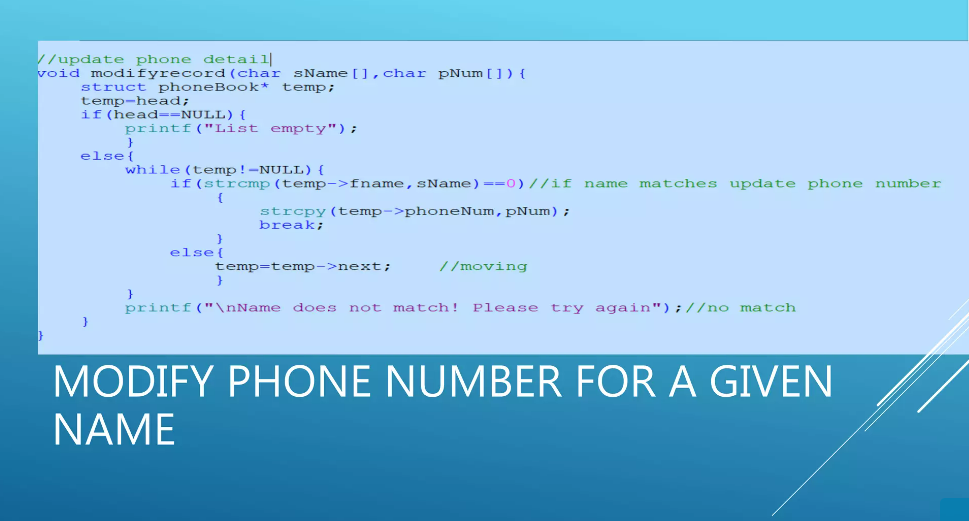 //update phone detail
void modifyrecord(char sName[],char pNum[]){
struct phoneBook* temp;
temp=head;
if(head==NULL){
printf("List empty");
}
else{
while(temp!=NULL){
if(strcmp(temp->fname,sName)==0)//if name matches update phone number
{
strcpy(temp->phoneNum,pNum);
break;
}
else{
temp=temp->next; //moving
}
}
printf("\nName does not match! Please try again");//no match
}
}
MODIFY PHONE NUMBER FOR A GIVEN
NAME